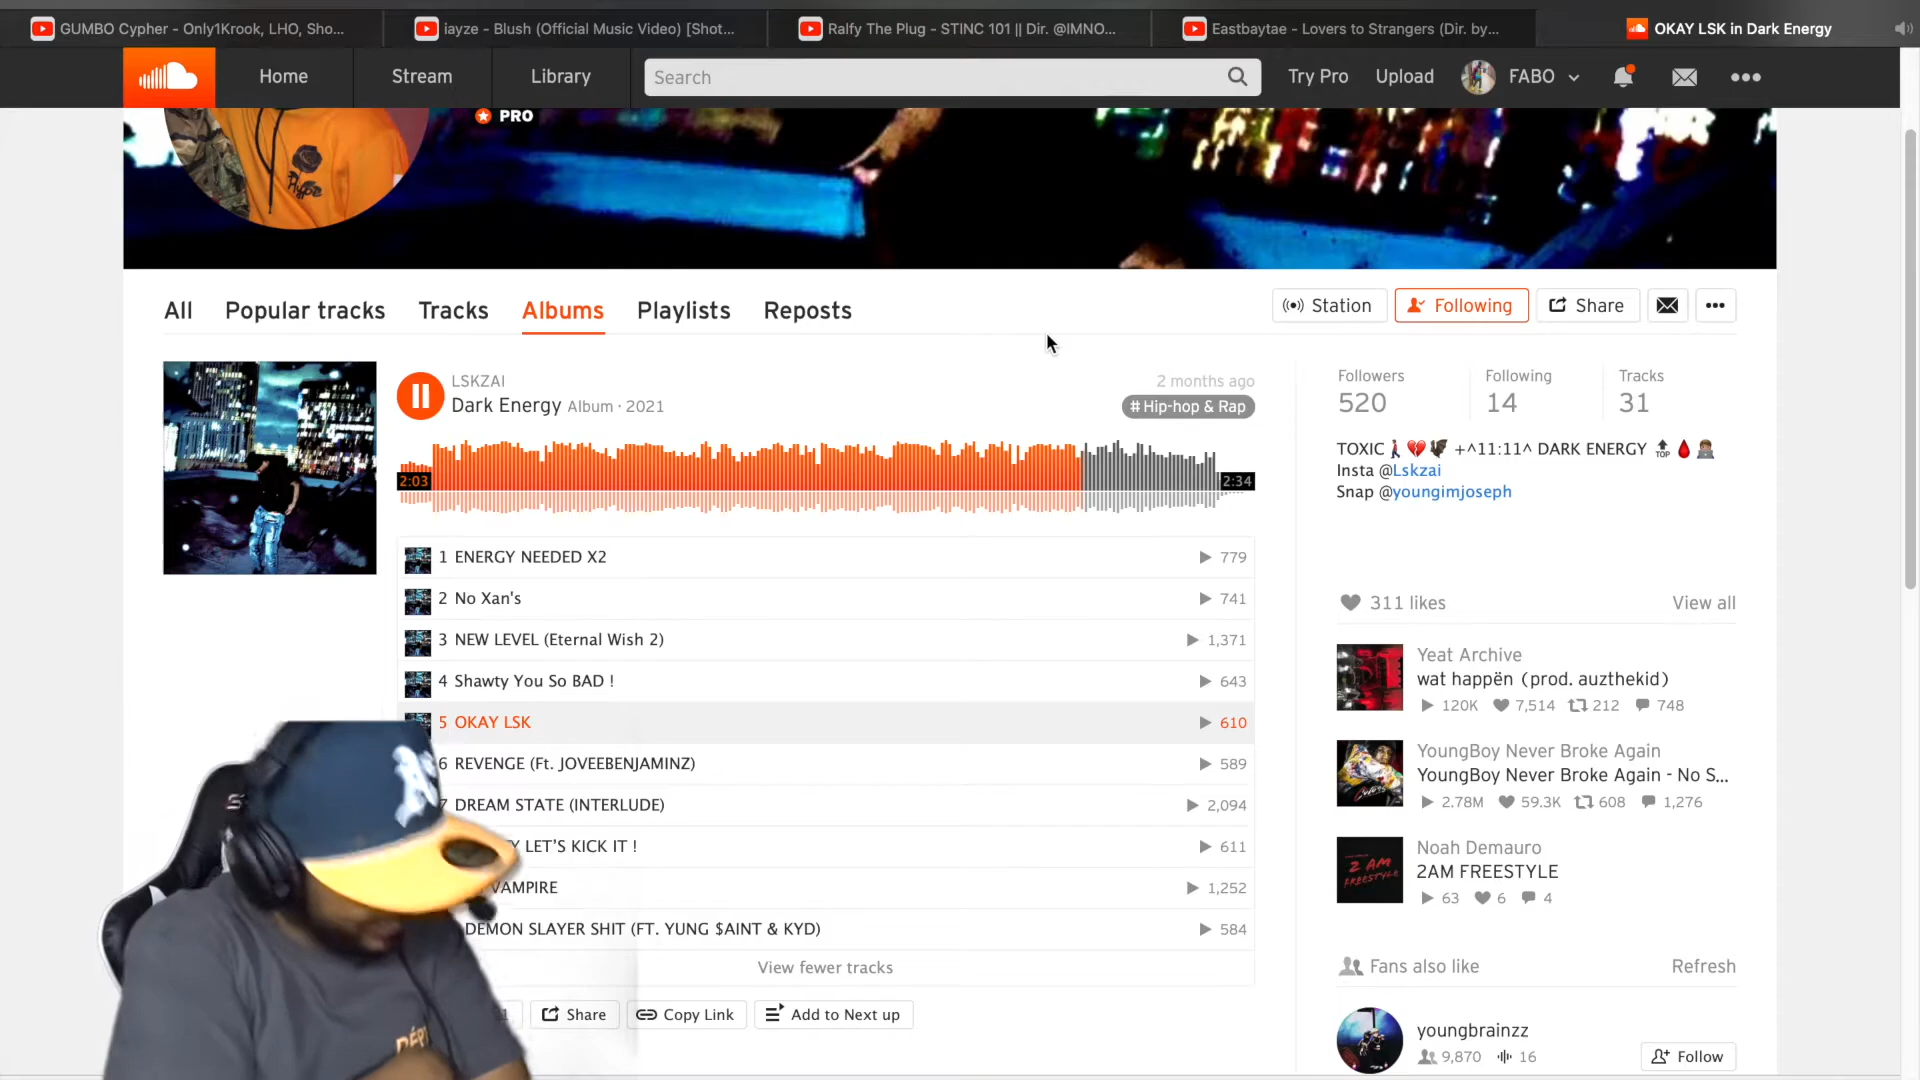 GUMBO Cypher - Only1Krook, LHO, Sho...
iayze - Blush (Official Music Video) [Shot...
Ralfy The Plug - STINC 101 || Dir. @IMNO...
Eastbaytae - Lovers to Strangers (Dir. by...
OKAY LSK in Dark Energy
Home
Stream
Library
Search
Try Pro
Upload
FABO
PRO
Hype
All
Popular tracks
Tracks
Albums
Playlists
Reposts
Station
Following
Share
LSKZAI
2 months ago
Dark Energy Album · 2021
# Hip-hop & Rap
2:03
2:34
1 ENERGY NEEDED X2
779
2 No Xan's
741
3 NEW LEVEL (Eternal Wish 2)
1,371
4 Shawty You So BAD !
643
5 OKAY LSK
610
6 REVENGE (Ft. JOVEEBENJAMINZ)
589
7 DREAM STATE (INTERLUDE)
2,094
LET'S KICK IT !
611
VAMPIRE
1,252
DEMON SLAYER SHIT (FT. YUNG $AINT & KYD)
584
View fewer tracks
Share
Copy Link
Add to Next up
Followers
520
Following
14
Tracks
31
TOXIC🚶💔🦇 +^11:11^ DARK ENERGY 🔝🩸👨🏽‍💻
Insta @Lskzai
Snap @youngimjoseph
311 likes
View all
Yeat Archive
wat happën (prod. auzthekid)
120K 7,514 212 748
YoungBoy Never Broke Again
YoungBoy Never Broke Again - No S...
2.78M 59.3K 608 1,276
Noah Demauro
2AM FREESTYLE
63 6 4
2 AM
FREESTYLE
Fans also like
Refresh
youngbrainzz
9,870 16
Follow